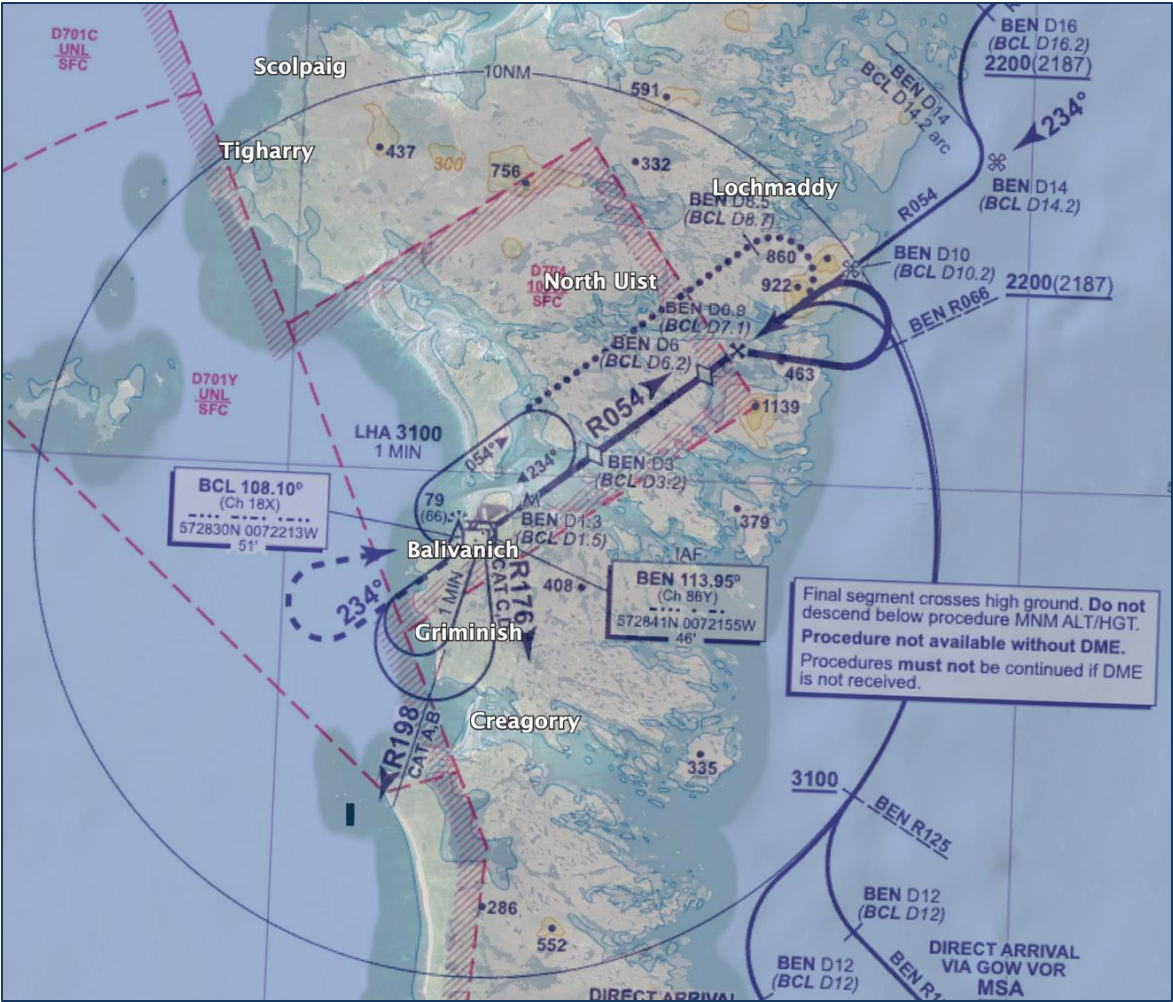 D701C
UNL
SFC
Scolpaig
10NM
591
BEN D16
(BCL D16.2)
2200(2187)
BEN D14
BCL D14.2 arc
234°
Tigharry
437
300
756
332
Lochmaddy
BEN D14
(BCL D14.2)
BEN D8.5
(BCL D8.7)
R054
860
BEN D10
(BCL D10.2)
2200(2187)
North Uist
SFC
922
BEN R066
(BCL D7.1)
BEN D6
(BCL D6.2)
463
D701Y
UNL
SFC
R054
1139
LHA 3100
1 MIN
054°
234°
BEN D3
(BCL D3.2)
BCL 108.10ᴰ
(Ch 18X)
572830N 0072213W
51'
79
(66)
M
BEN D1.3
(BCL D1.5)
379
Balivanich
IAF
408
BEN 113.95ᴰ
(Ch 88Y)
572841N 0072155W
46'
234°
1 MIN
CAT C,D
R176
Griminish
Final segment crosses high ground. Do not
descend below procedure MNM ALT/HGT.
Procedure not available without DME.
Procedures must not be continued if DME
is not received.
Creagorry
R198
CAT A,B
335
3100
BEN R125
286
552
BEN D12
(BCL D12)
BEN D12
(BCL D12)
DIRECT ARRIVAL
VIA GOW VOR
MSA
DIRECT ARRIVAL